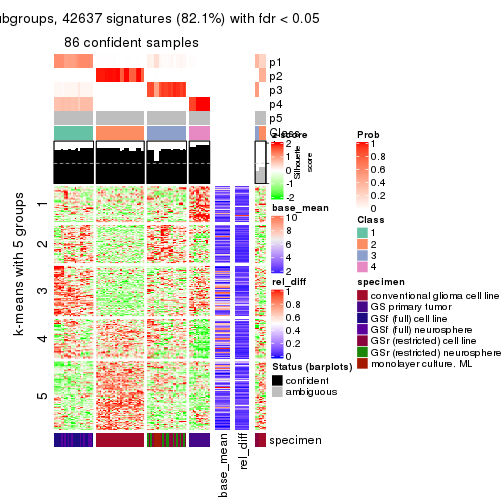 ubgroups, 42637 signatures (82.1%) with fdr < 0.05
86 confident samples
p1
p2
p3
p4
p5
Class
Silhouette
score
1
2
3
4
5
k-means with 5 groups
specimen
base_mean
rel_diff
z-score
2
1
0
-1
-2
base_mean
10
8
6
4
2
rel_diff
1
0.8
0.6
0.4
0.2
0
Status (barplots)
confident
ambiguous
Prob
1
0.8
0.6
0.4
0.2
0
Class
1
2
3
4
specimen
conventional glioma cell line
GS primary tumor
GSf (full) cell line
GSf (full) neurosphere
GSr (restricted) cell line
GSr (restricted) neurosphere
monolayer culture. ML